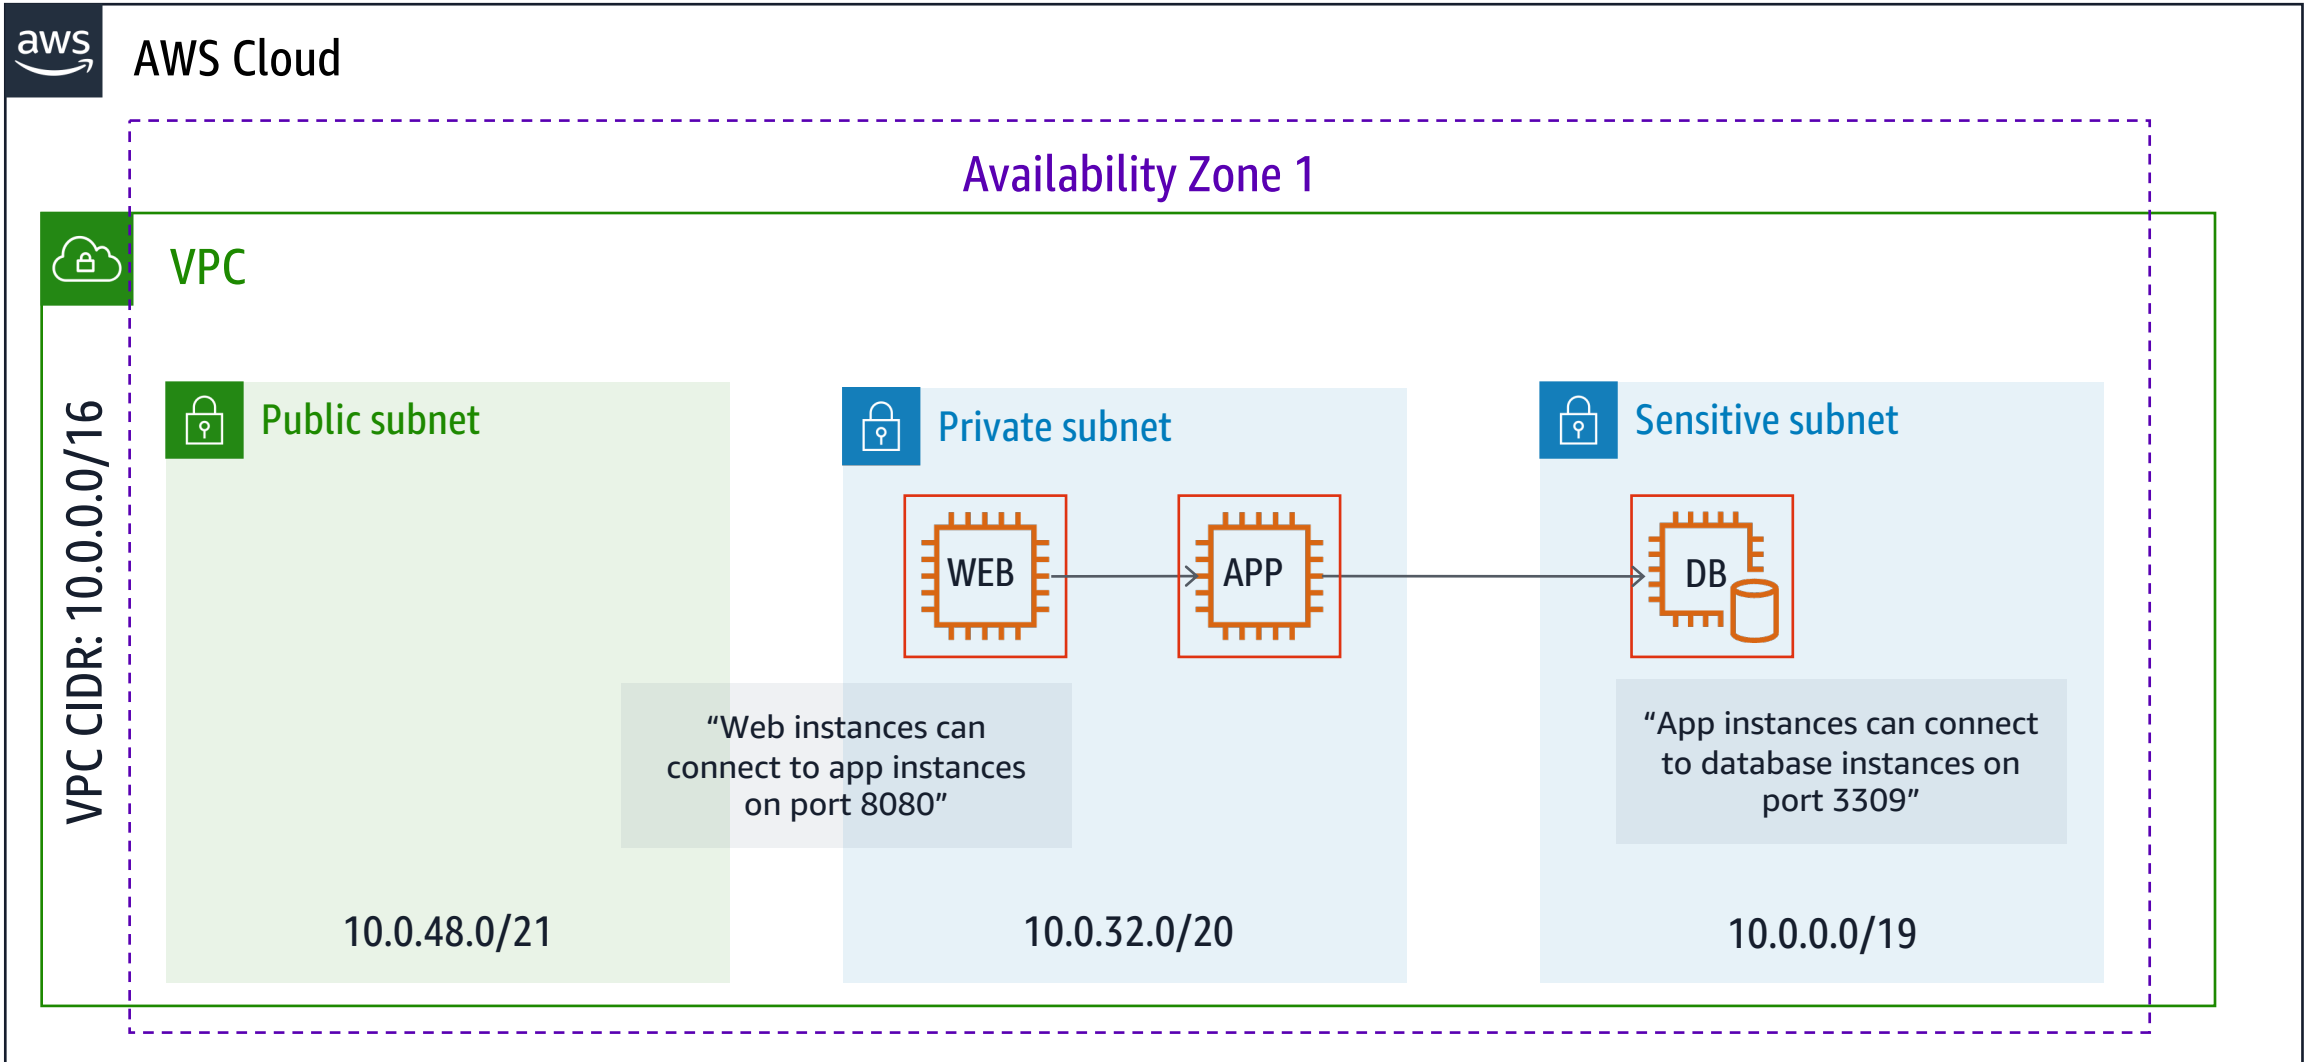 aws
AWS Cloud
Availability Zone 1
VPC
VPC CIDR: 10.0.0.0/16
Public subnet
Private subnet
Sensitive subnet
WEB
APP
DB
“Web instances can
connect to app instances
on port 8080”
“App instances can connect
to database instances on
port 3309”
10.0.48.0/21
10.0.32.0/20
10.0.0.0/19